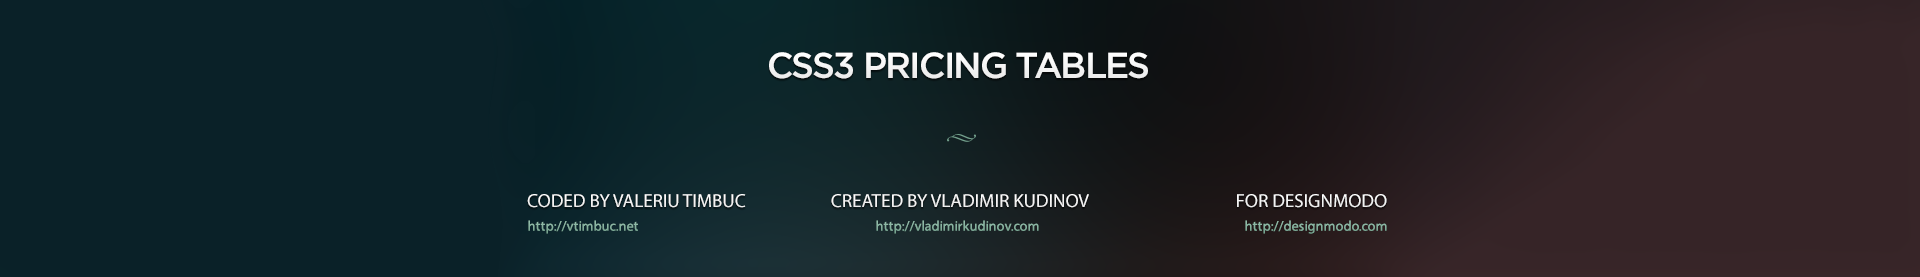 CSS3 PRICING TABLES
CODED BY VALERIU TIMBUC
http://vtimbuc.net
CREATED BY VLADIMIR KUDINOV
http://vladimirkudinov.com
FOR DESIGNMODO
http://designmodo.com